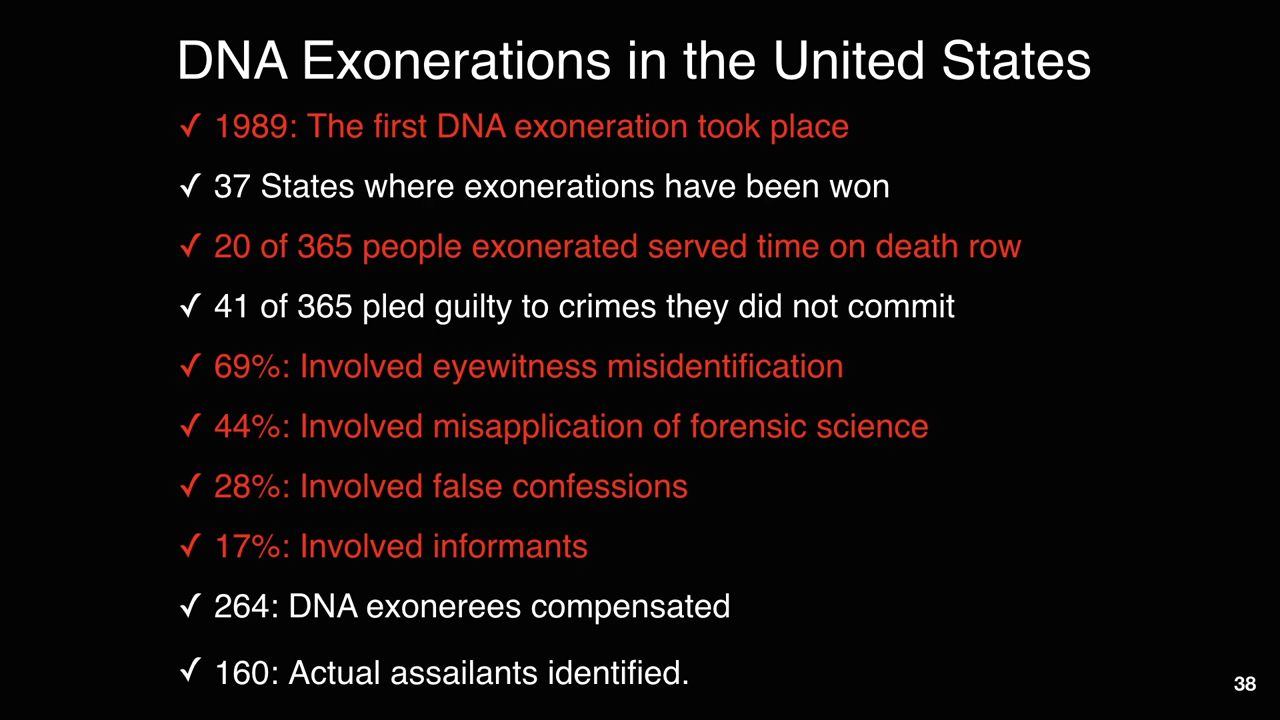 DNA Exonerations in the United States
✓ 1989: The first DNA exoneration took place
✓ 37 States where exonerations have been won
✓ 20 of 365 people exonerated served time on death row
✓ 41 of 365 pled guilty to crimes they did not commit
✓ 69%: Involved eyewitness misidentification
✓ 44%: Involved misapplication of forensic science
✓ 28%: Involved false confessions
✓ 17%: Involved informants
✓ 264: DNA exonerees compensated
✓ 160: Actual assailants identified.
38